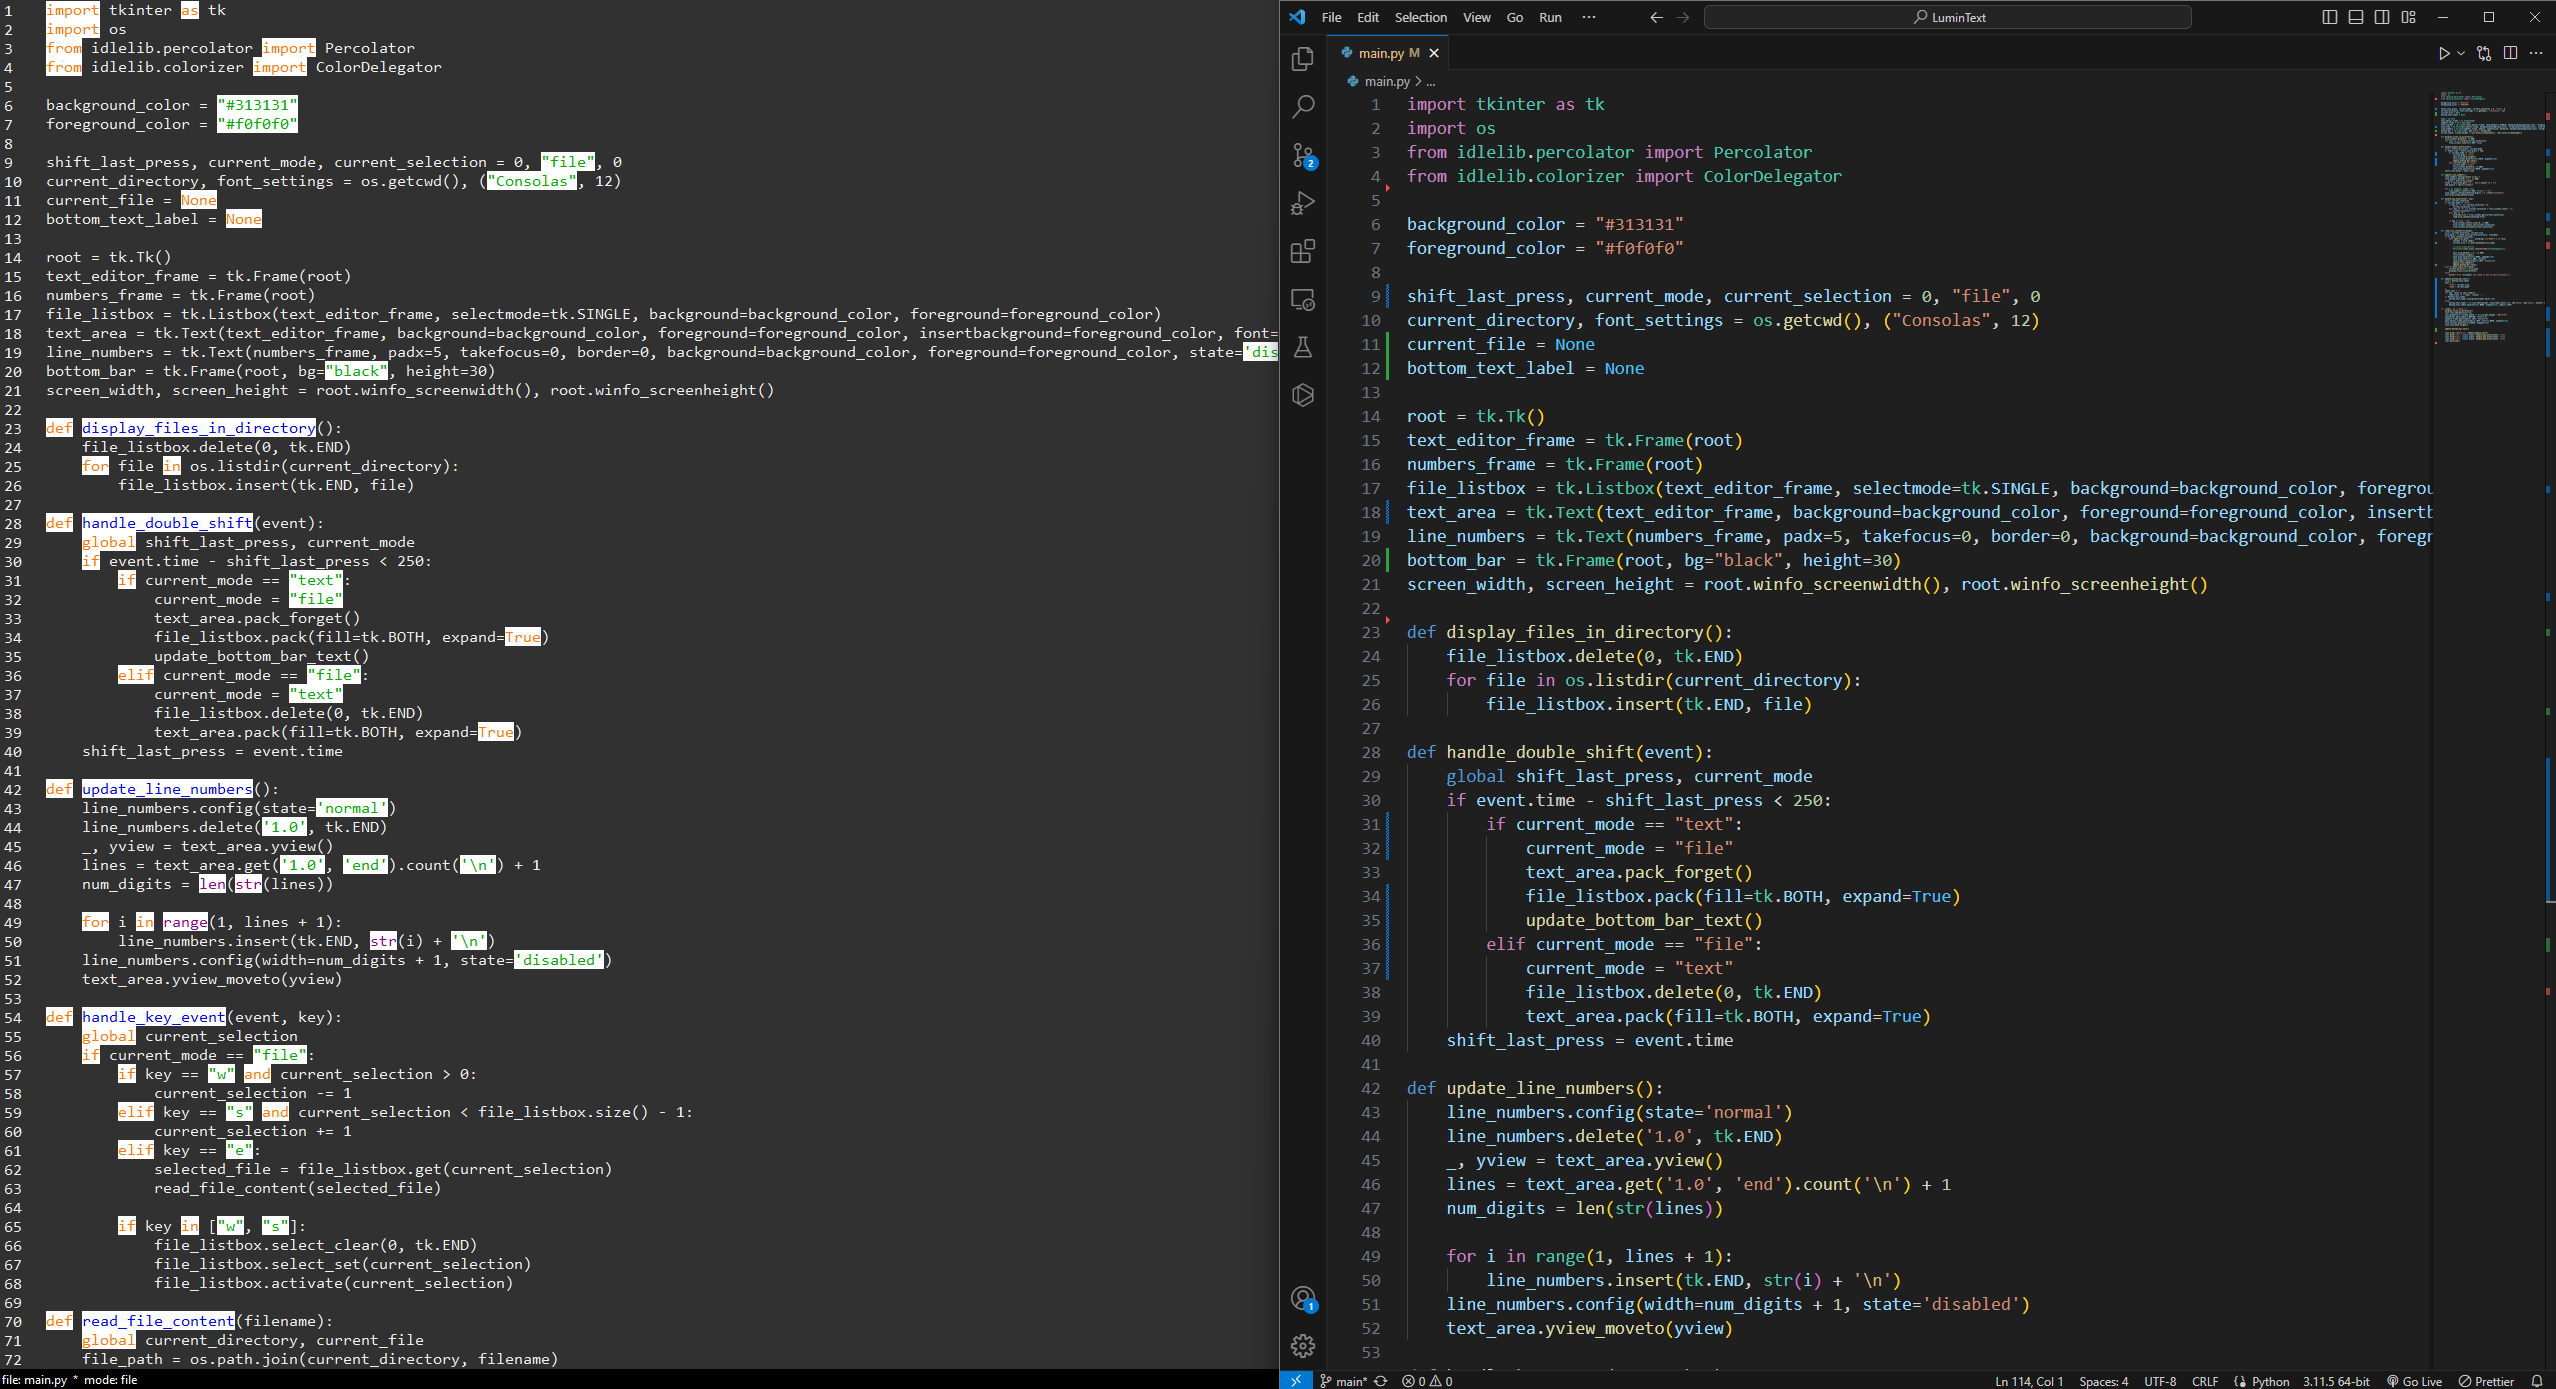 1 import tkinter as tk
2 import os
3 from idlelib.percolator import Percolator
4 from idlelib.colorizer import ColorDelegator
5
6 background_color = "#313131"
7 foreground_color = "#f0f0f0"
8
9 shift_last_press, current_mode, current_selection = 0, "file", 0
10 current_directory, font_settings = os.getcwd(), ("Consolas", 12)
11 current_file = None
12 bottom_text_label = None
13
14 root = tk.Tk()
15 text_editor_frame = tk.Frame(root)
16 numbers_frame = tk.Frame(root)
17 file_listbox = tk.Listbox(text_editor_frame, selectmode=tk.SINGLE, background=background_color, foreground=foreground_color)
18 text_area = tk.Text(text_editor_frame, background=background_color, foreground=foreground_color, insertbackground=foreground_color, font=
19 line_numbers = tk.Text(numbers_frame, padx=5, takefocus=0, border=0, background=background_color, foreground=foreground_color, state='dis
20 bottom_bar = tk.Frame(root, bg="black", height=30)
21 screen_width, screen_height = root.winfo_screenwidth(), root.winfo_screenheight()
22
23 def display_files_in_directory():
24     file_listbox.delete(0, tk.END)
25     for file in os.listdir(current_directory):
26         file_listbox.insert(tk.END, file)
27
28 def handle_double_shift(event):
29     global shift_last_press, current_mode
30     if event.time - shift_last_press < 250:
31         if current_mode == "text":
32             current_mode = "file"
33             text_area.pack_forget()
34             file_listbox.pack(fill=tk.BOTH, expand=True)
35             update_bottom_bar_text()
36         elif current_mode == "file":
37             current_mode = "text"
38             file_listbox.delete(0, tk.END)
39             text_area.pack(fill=tk.BOTH, expand=True)
40     shift_last_press = event.time
41
42 def update_line_numbers():
43     line_numbers.config(state='normal')
44     line_numbers.delete('1.0', tk.END)
45     _, yview = text_area.yview()
46     lines = text_area.get('1.0', 'end').count('\n') + 1
47     num_digits = len(str(lines))
48
49     for i in range(1, lines + 1):
50         line_numbers.insert(tk.END, str(i) + '\n')
51     line_numbers.config(width=num_digits + 1, state='disabled')
52     text_area.yview_moveto(yview)
53
54 def handle_key_event(event, key):
55     global current_selection
56     if current_mode == "file":
57         if key == "w" and current_selection > 0:
58             current_selection -= 1
59         elif key == "s" and current_selection < file_listbox.size() - 1:
60             current_selection += 1
61         elif key == "e":
62             selected_file = file_listbox.get(current_selection)
63             read_file_content(selected_file)
64
65         if key in ["w", "s"]:
66             file_listbox.select_clear(0, tk.END)
67             file_listbox.select_set(current_selection)
68             file_listbox.activate(current_selection)
69
70 def read_file_content(filename):
71     global current_directory, current_file
72     file_path = os.path.join(current_directory, filename)
file: main.py * mode: file
File Edit Selection View Go Run ··· LuminText
main.py M
main.py > ...
1 import tkinter as tk
2 import os
3 from idlelib.percolator import Percolator
4 from idlelib.colorizer import ColorDelegator
5
6 background_color = "#313131"
7 foreground_color = "#f0f0f0"
8
9 shift_last_press, current_mode, current_selection = 0, "file", 0
10 current_directory, font_settings = os.getcwd(), ("Consolas", 12)
11 current_file = None
12 bottom_text_label = None
13
14 root = tk.Tk()
15 text_editor_frame = tk.Frame(root)
16 numbers_frame = tk.Frame(root)
17 file_listbox = tk.Listbox(text_editor_frame, selectmode=tk.SINGLE, background=background_color, foregrou
18 text_area = tk.Text(text_editor_frame, background=background_color, foreground=foreground_color, insertb
19 line_numbers = tk.Text(numbers_frame, padx=5, takefocus=0, border=0, background=background_color, foregr
20 bottom_bar = tk.Frame(root, bg="black", height=30)
21 screen_width, screen_height = root.winfo_screenwidth(), root.winfo_screenheight()
22
23 def display_files_in_directory():
24     file_listbox.delete(0, tk.END)
25     for file in os.listdir(current_directory):
26         file_listbox.insert(tk.END, file)
27
28 def handle_double_shift(event):
29     global shift_last_press, current_mode
30     if event.time - shift_last_press < 250:
31         if current_mode == "text":
32             current_mode = "file"
33             text_area.pack_forget()
34             file_listbox.pack(fill=tk.BOTH, expand=True)
35             update_bottom_bar_text()
36         elif current_mode == "file":
37             current_mode = "text"
38             file_listbox.delete(0, tk.END)
39             text_area.pack(fill=tk.BOTH, expand=True)
40     shift_last_press = event.time
41
42 def update_line_numbers():
43     line_numbers.config(state='normal')
44     line_numbers.delete('1.0', tk.END)
45     _, yview = text_area.yview()
46     lines = text_area.get('1.0', 'end').count('\n') + 1
47     num_digits = len(str(lines))
48
49     for i in range(1, lines + 1):
50         line_numbers.insert(tk.END, str(i) + '\n')
51     line_numbers.config(width=num_digits + 1, state='disabled')
52     text_area.yview_moveto(yview)
53
2
1
main* 0 0 Ln 114, Col 1 Spaces: 4 UTF-8 CRLF Python 3.11.5 64-bit Go Live Prettier